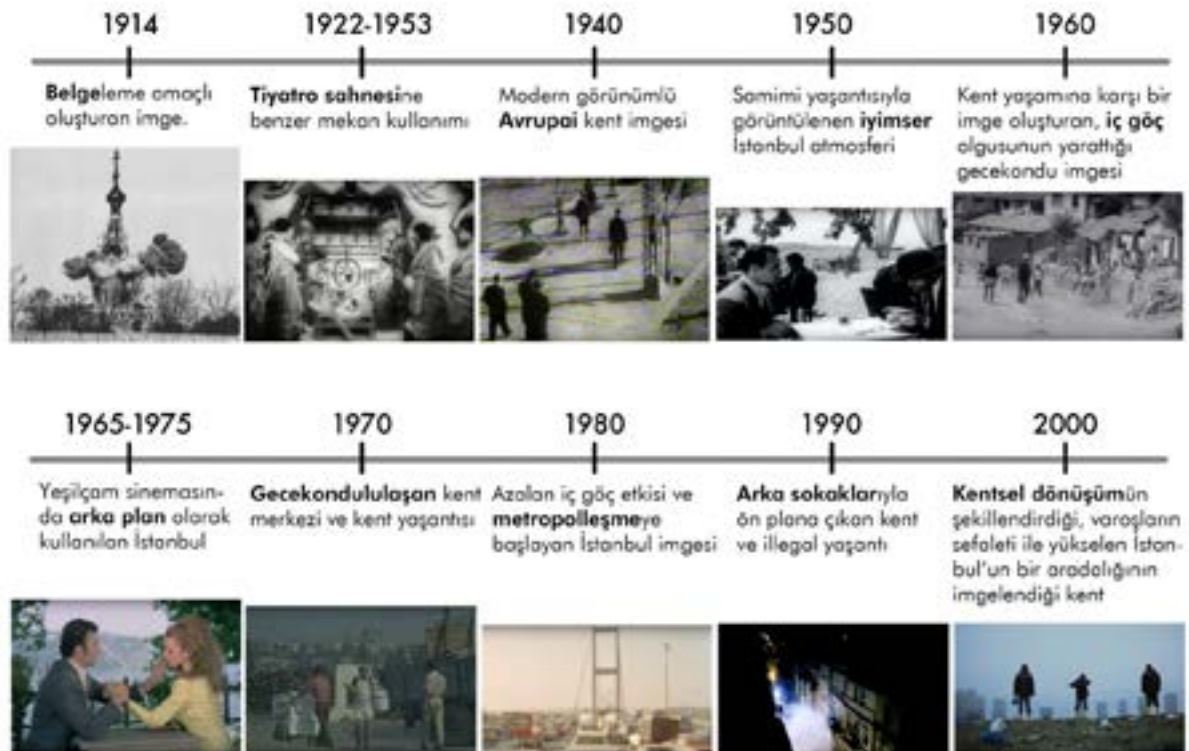 1914
1922-1953
1940
1950
1960
Belgeleme amaçlı
oluşturan imge.
Tiyatro sahnesine
benzer mekan kullanımı
Modern görünümlü
Avrupai kent imgesi
Samimi yaşantısıyla
görüntülenen iyimser
İstanbul atmosferi
Kent yaşamına karşı bir
imge oluşturan, iç göç
olgusunun yarattığı
gecekondu imgesi
1965-1975
1970
1980
1990
2000
Yeşilçam sinemasın-
da arka plan olarak
kullanılan İstanbul
Gecekondululaşan kent
merkezi ve kent yaşantısı
Azalan iç göç etkisi ve
metropolleşmeye
başlayan İstanbul imgesi
Arka sokaklarıyla
ön plana çıkan kent
ve illegal yaşantı
Kentsel dönüşümün
şekillendirdiği, varoşların
sefaleti ile yükselen İstan-
bul'un bir aradalığının
imgelendiği kent